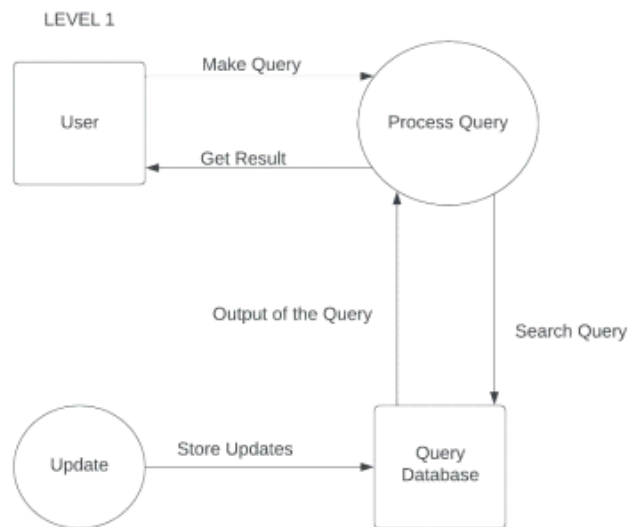 LEVEL 1
Make Query
User
Process Query
Get Result
Output of the Query
Search Query
Update
Store Updates
Query
Database